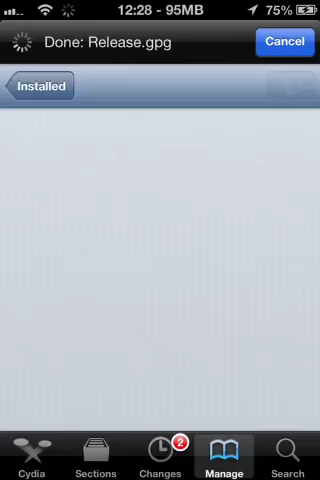 12:28 - 95MB
75%
Done: Release.gpg
Cancel
Installed
2
Cydia
Sections
Changes
Manage
Search